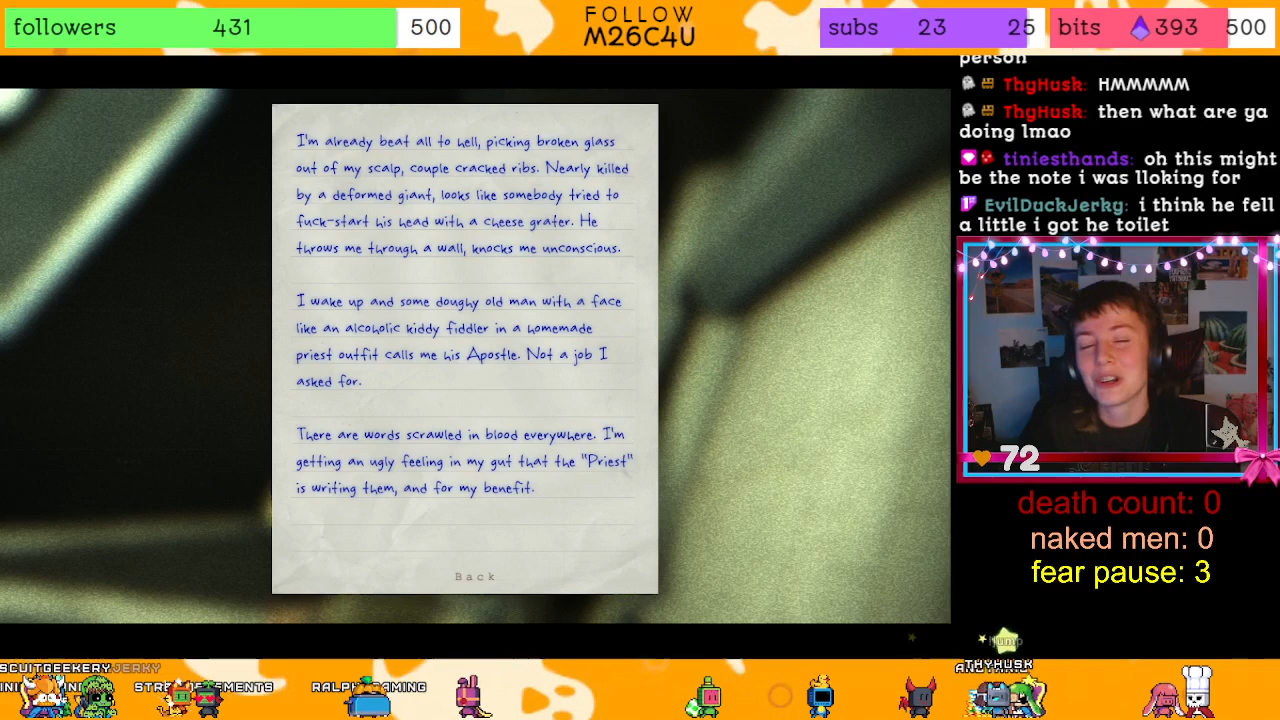 followers 431 500
FOLLOW
M26C4U
subs 23 25
bits 393 500
person
ThyHusk: HMMMMM
ThyHusk: then what are ya
doing lmao
tiniesthands: oh this might
be the note i was lloking for
EvilDuckJerky: i think he fell
a little i got he toilet
I'm already beat all to hell, picking broken glass
out of my scalp, couple cracked ribs. Nearly killed
by a deformed giant, looks like somebody tried to
fuck-start his head with a cheese grater. He
throws me through a wall, knocks me unconscious.
I wake up and some doughy old man with a face
like an alcoholic kiddy fiddler in a homemade
priest outfit calls me his Apostle. Not a job I
asked for.
There are words scrawled in blood everywhere. I'm
getting an ugly feeling in my gut that the "Priest"
is writing them, and for my benefit.
Back
72
death count: 0
naked men: 0
fear pause: 3
SCUITGEEKERY JERKY
THYHUSK